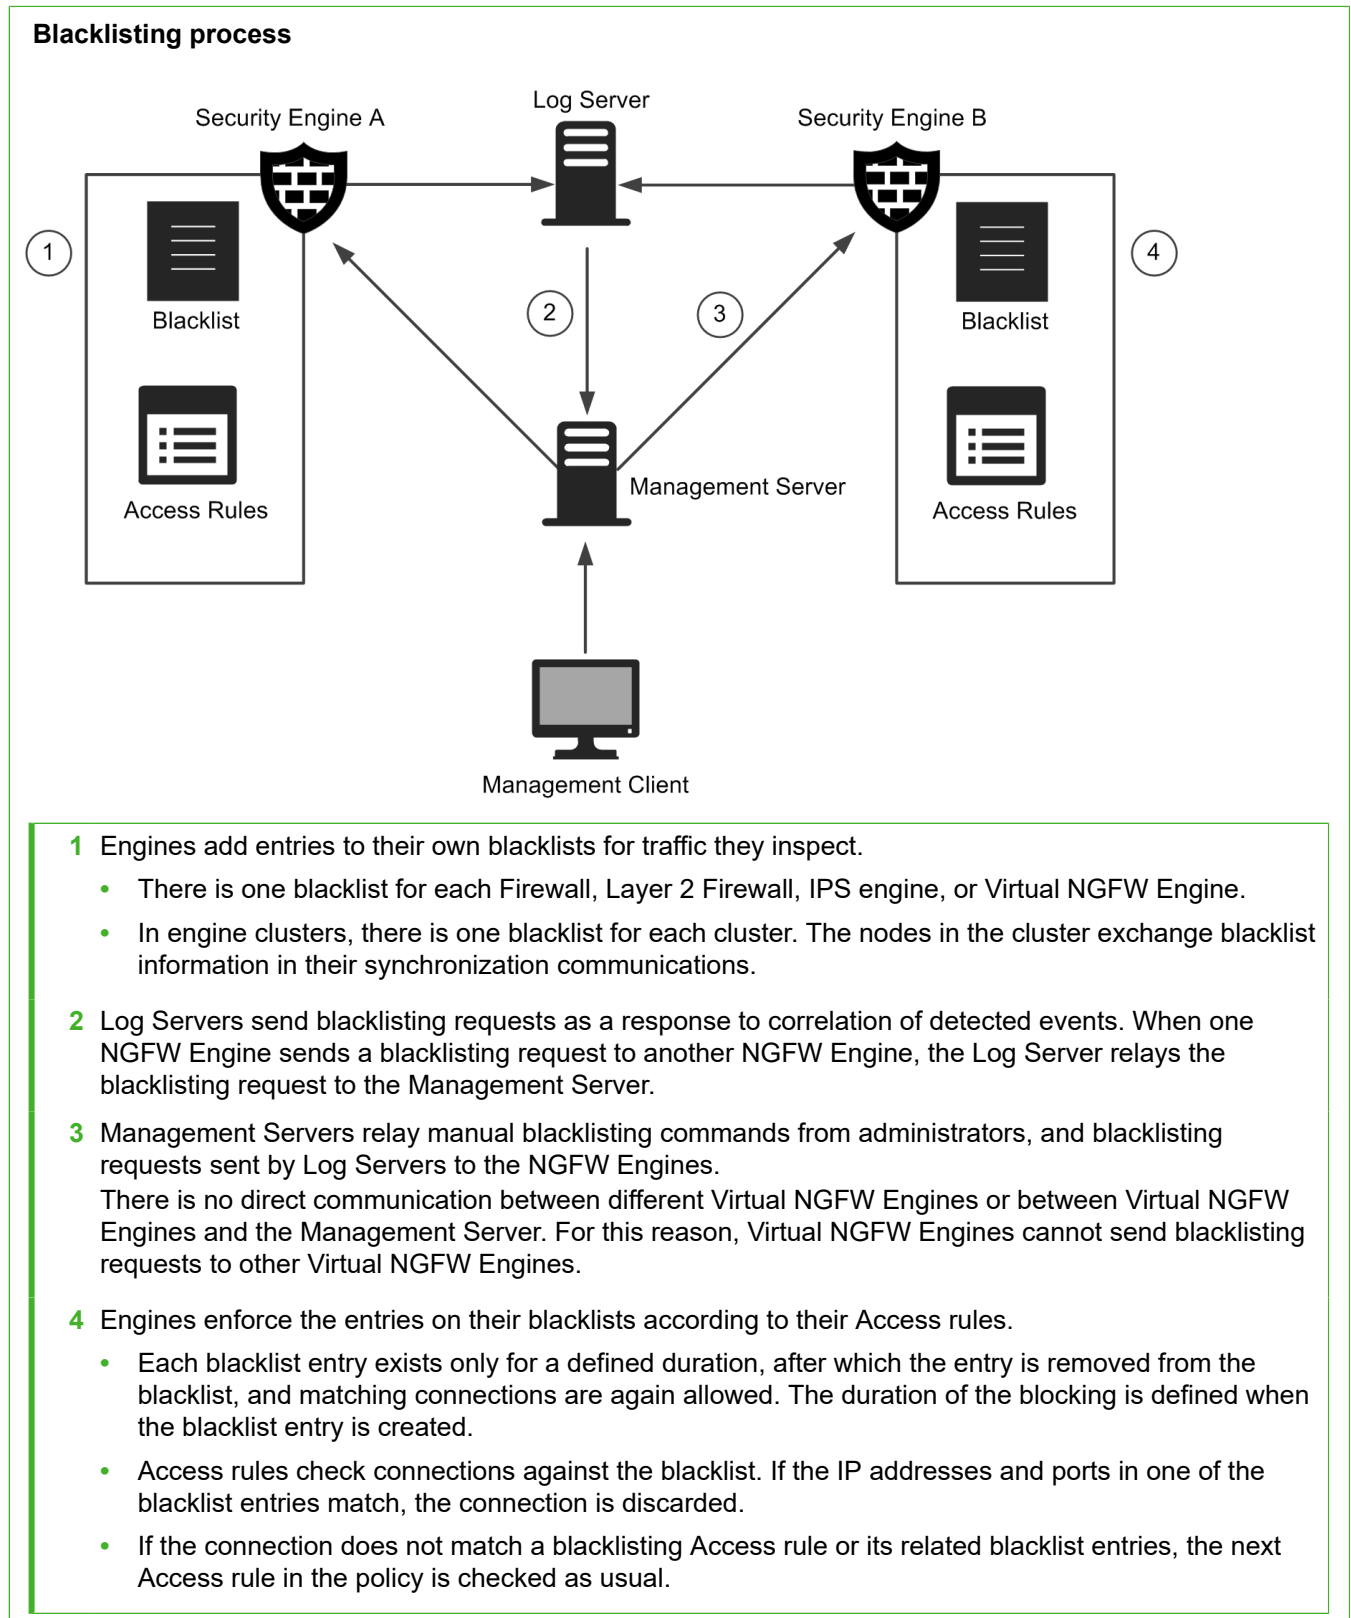 Blacklisting process
Log Server
Security Engine A
Security Engine B
1
2
3
4
Blacklist
Blacklist
Access Rules
Management Server
Access Rules
Management Client
1 Engines add entries to their own blacklists for traffic they inspect.
• There is one blacklist for each Firewall, Layer 2 Firewall, IPS engine, or Virtual NGFW Engine.
• In engine clusters, there is one blacklist for each cluster. The nodes in the cluster exchange blacklist
information in their synchronization communications.
2 Log Servers send blacklisting requests as a response to correlation of detected events. When one
NGFW Engine sends a blacklisting request to another NGFW Engine, the Log Server relays the
blacklisting request to the Management Server.
3 Management Servers relay manual blacklisting commands from administrators, and blacklisting
requests sent by Log Servers to the NGFW Engines.
There is no direct communication between different Virtual NGFW Engines or between Virtual NGFW
Engines and the Management Server. For this reason, Virtual NGFW Engines cannot send blacklisting
requests to other Virtual NGFW Engines.
4 Engines enforce the entries on their blacklists according to their Access rules.
• Each blacklist entry exists only for a defined duration, after which the entry is removed from the
blacklist, and matching connections are again allowed. The duration of the blocking is defined when
the blacklist entry is created.
• Access rules check connections against the blacklist. If the IP addresses and ports in one of the
blacklist entries match, the connection is discarded.
• If the connection does not match a blacklisting Access rule or its related blacklist entries, the next
Access rule in the policy is checked as usual.